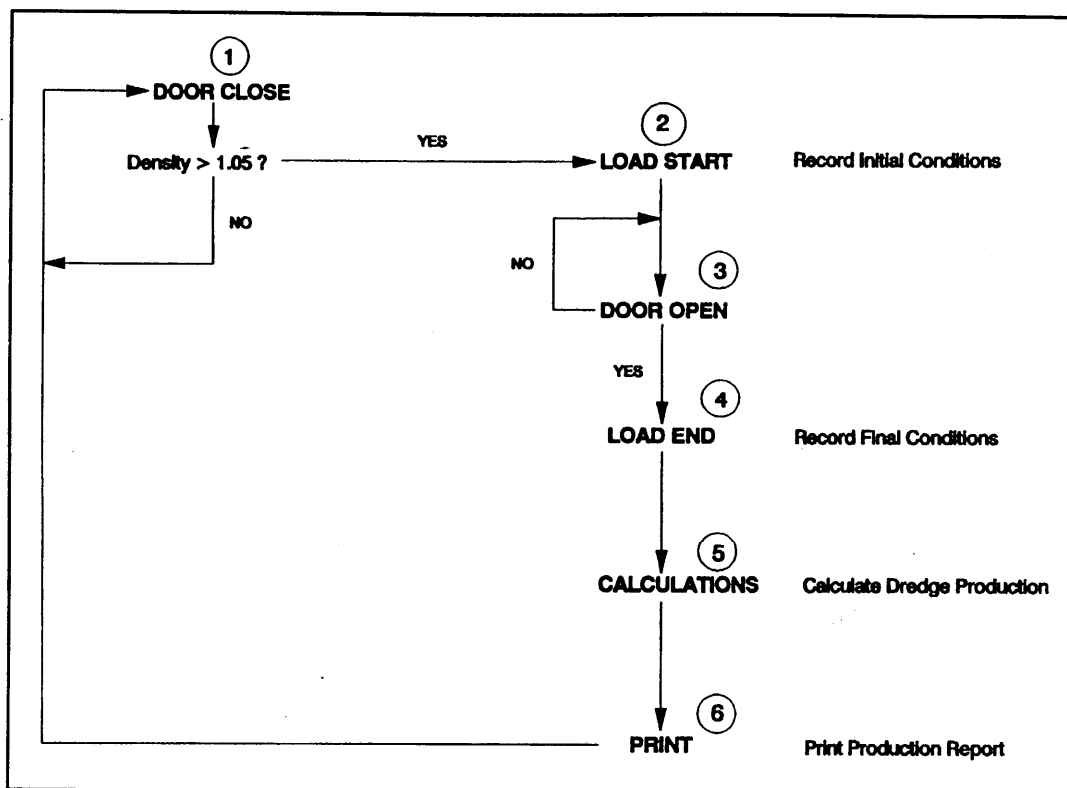 1
DOOR CLOSE
Density > 1.05 ?
YES
NO
2
LOAD START
Record Initial Conditions
NO
3
DOOR OPEN
YES
4
LOAD END
Record Final Conditions
5
CALCULATIONS
Calculate Dredge Production
6
PRINT
Print Production Report